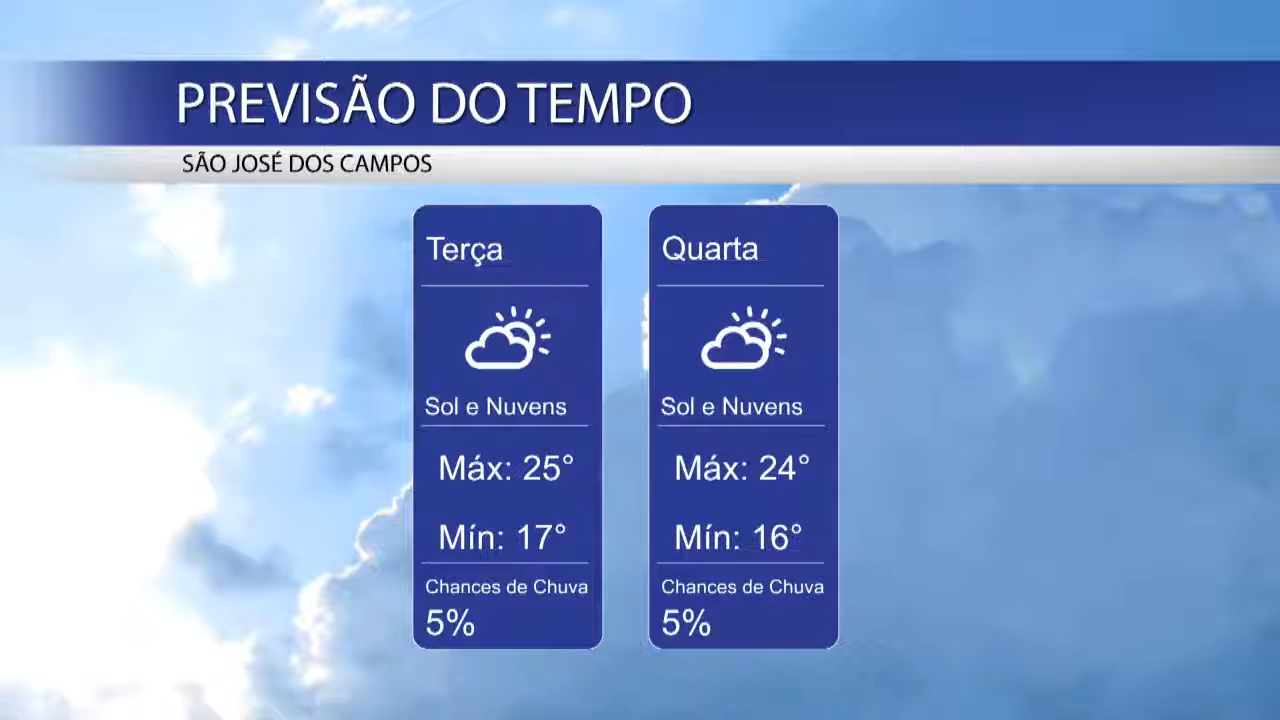 PREVISÃO DO TEMPO
SÃO JOSÉ DOS CAMPOS
Terça
Sol e Nuvens
Máx: 25°
Mín: 17°
Chances de Chuva
5%
Quarta
Sol e Nuvens
Máx: 24°
Mín: 16°
Chances de Chuva
5%